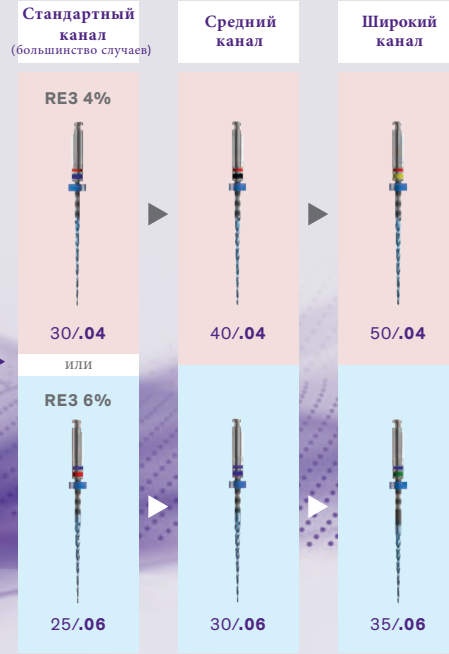 Стандартный
канал
(большинство случаев)
Средний
канал
Широкий
канал
RE3 4%
30/.04
40/.04
50/.04
или
RE3 6%
25/.06
30/.06
35/.06